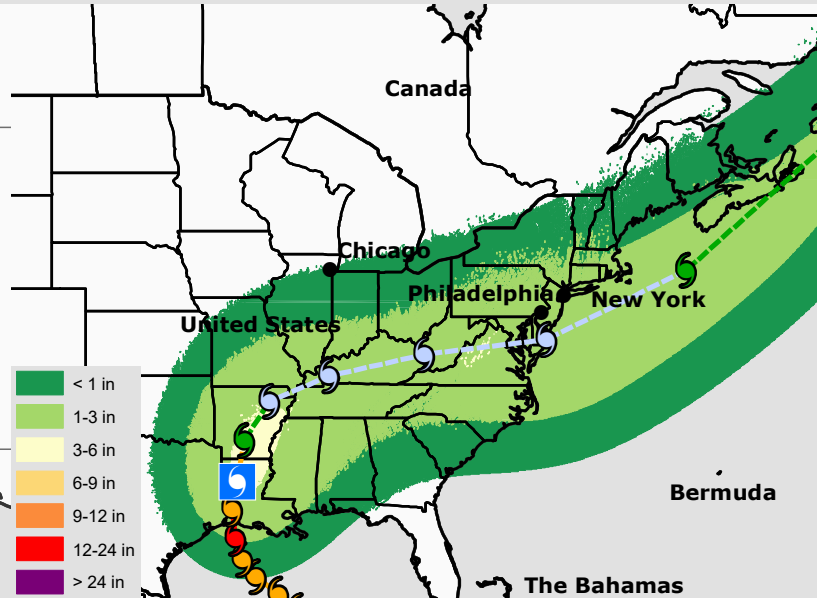 Canada
Chicago
Philadelphia
New York
United States
< 1 in
1-3 in
3-6 in
6-9 in
9-12 in
12-24 in
> 24 in
Bermuda
The Bahamas